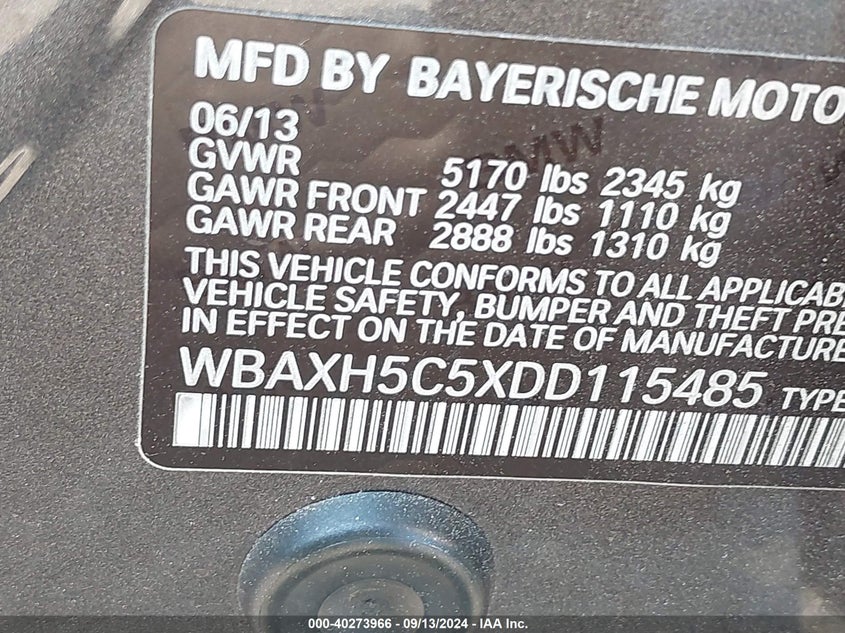 MFD BY BAYERISCHE MOTO
06/13
GVWR 5170 lbs 2345 kg
GAWR FRONT 2447 lbs 1110 kg
GAWR REAR 2888 lbs 1310 kg
THIS VEHICLE CONFORMS TO ALL APPLICAB
VEHICLE SAFETY, BUMPER AND THEFT PRE
IN EFFECT ON THE DATE OF MANUFACTURE
WBAXH5C5XDD115485 TYPE
000-40273966 - 09/13/2024 - IAA Inc.